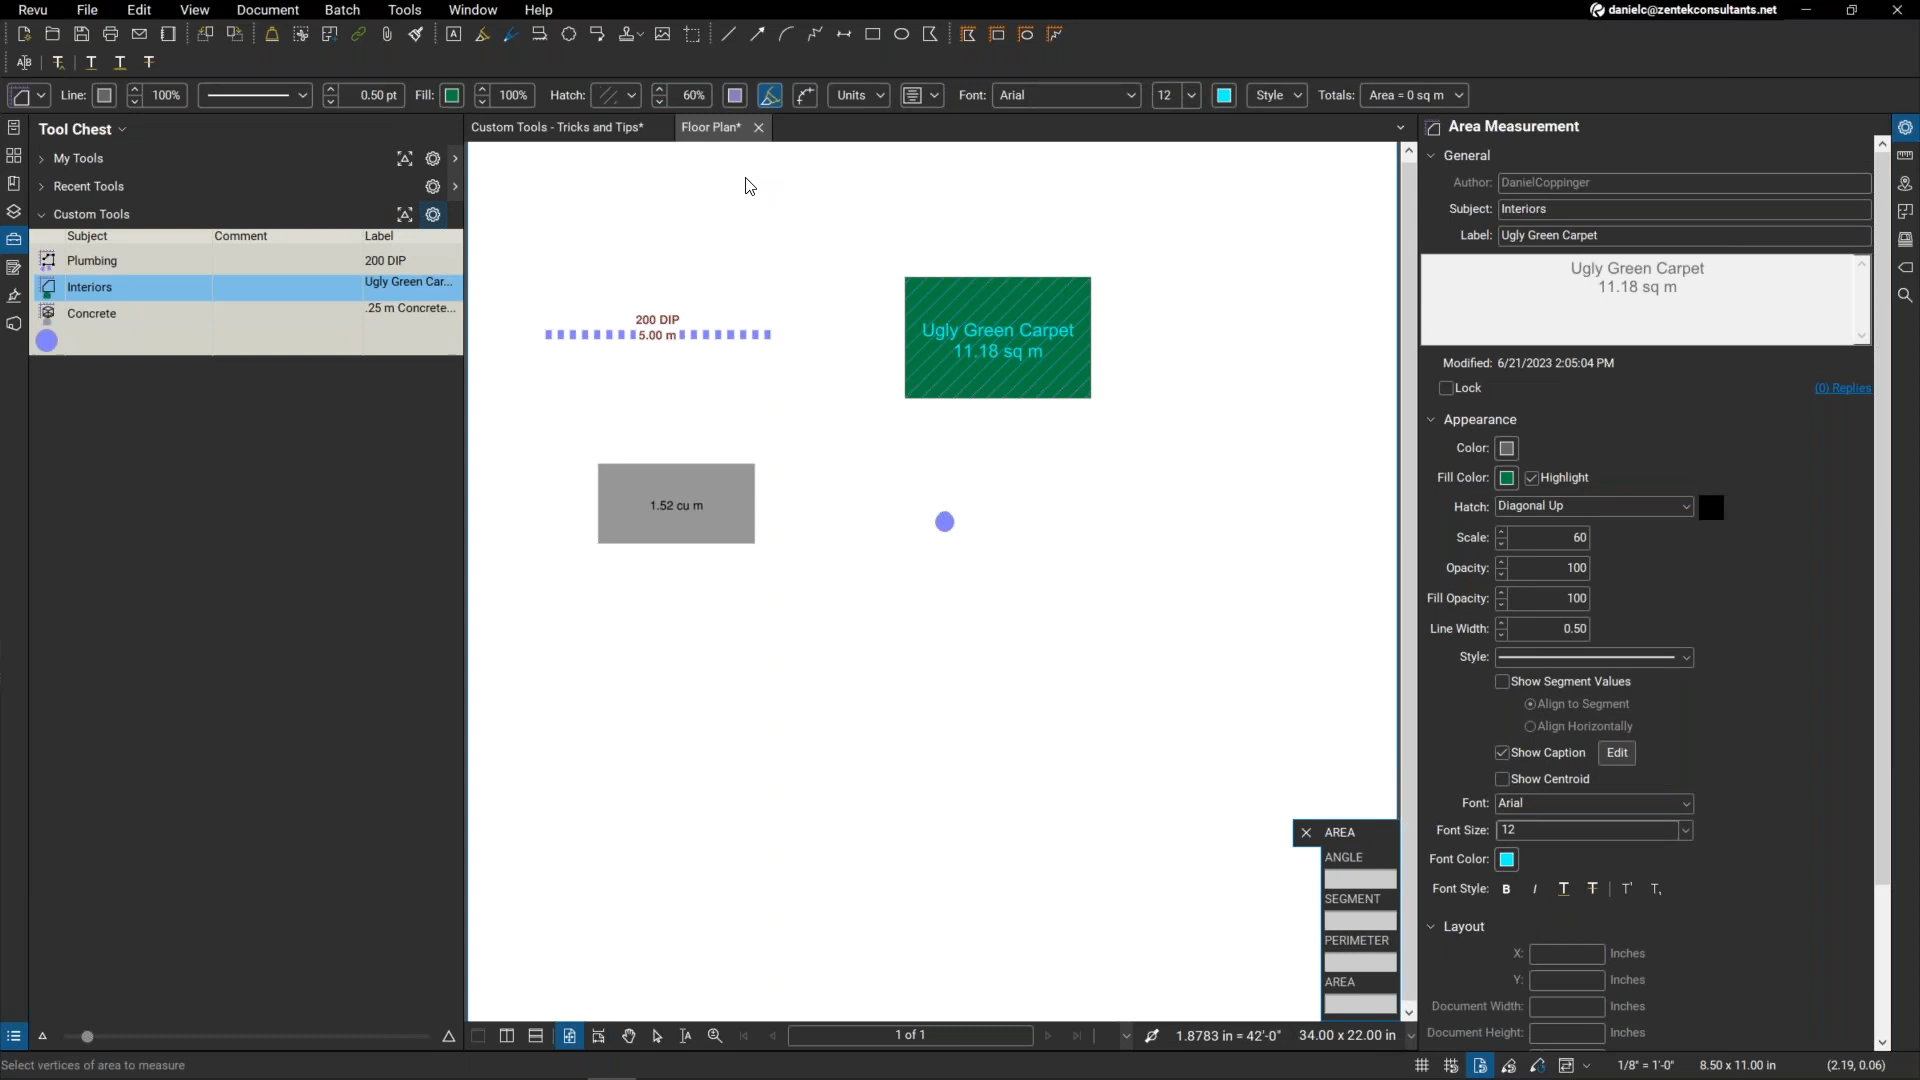 Revu File Edit View Document Batch Tools Window Help
danielc@zentekconsultants.net
Line: 100% 0.50 pt Fill: 100% Hatch: 60% Units Font: Arial 12 Style Totals: Area = 0 sq m
Tool Chest
My Tools
Recent Tools
Custom Tools
Subject Comment Label
Plumbing 200 DIP
Interiors Ugly Green Car...
Concrete .25 m Concrete...
Custom Tools - Tricks and Tips* Floor Plan*
200 DIP
5.00 m
Ugly Green Carpet
11.18 sq m
1.52 cu m
AREA
ANGLE
SEGMENT
PERIMETER
AREA
Area Measurement
General
Author: DanielCoppinger
Subject: Interiors
Label: Ugly Green Carpet
Ugly Green Carpet
11.18 sq m
Modified: 6/21/2023 2:05:04 PM
Lock (0) Replies
Appearance
Color:
Fill Color: Highlight
Hatch: Diagonal Up
Scale: 60
Opacity: 100
Fill Opacity: 100
Line Width: 0.50
Style:
Show Segment Values
Align to Segment
Align Horizontally
Show Caption Edit
Show Centroid
Font: Arial
Font Size: 12
Font Color:
Font Style: B I T T T' T,
Layout
X: Inches
Y: Inches
Document Width: Inches
Document Height: Inches
1 of 1 1.8783 in = 42'-0" 34.00 x 22.00 in
Select vertices of area to measure 1/8" = 1'-0" 8.50 x 11.00 in (2.19, 0.06)